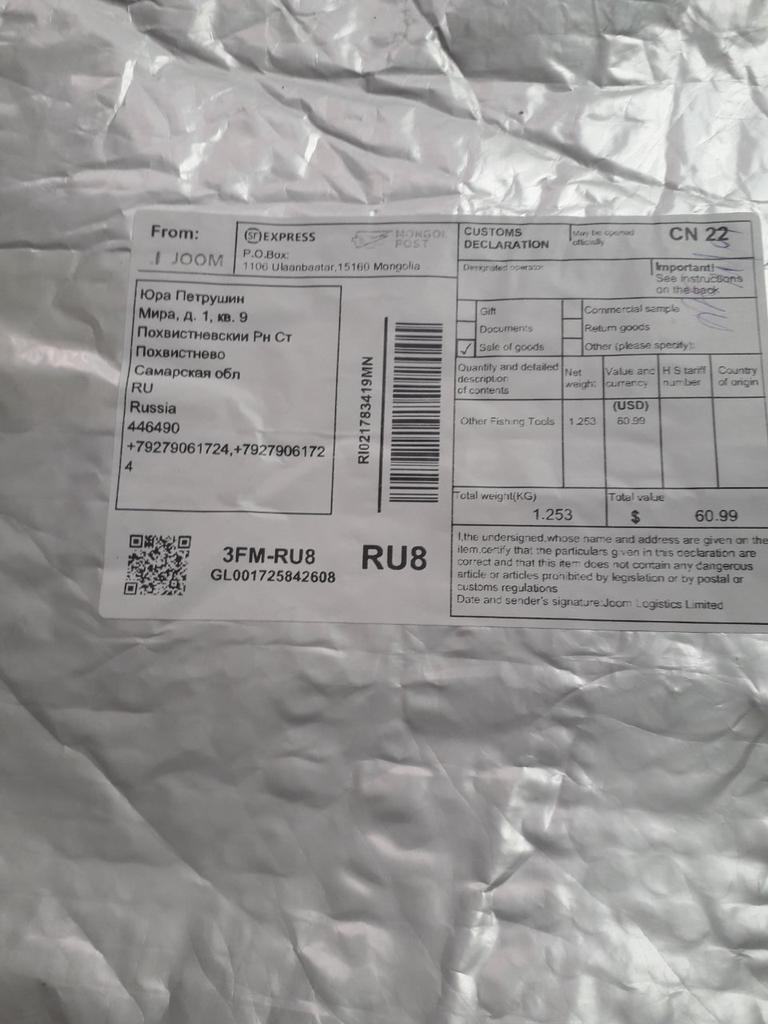 From:
JOOM
SF EXPRESS
MONGOL
POST
P.O.Box:
1106 Ulaanbaatar,15160 Mongolia
Юра Петрушин
Мира, д. 1, кв. 9
Похвистневский Рн Ст
Похвистнево
Самарская обл
RU
Russia
446490
+79279061724,+7927906172
4
RI021783419MN
3FM-RU8
GL001725842608
RU8
CUSTOMS
DECLARATION
May be opened
officially
CN 22
Designated operator
Important!
See instructions
on the back
Gift
Commercial sample
Documents
Return goods
✓ Sale of goods
Other (please specify):
Quantity and detailed
description
of contents
Net
weight
Value and
currency
H S tariff
number
Country
of origin
(USD)
Other Fishing Tools 1.253 60.99
Total weight(KG)
1.253
Total value
$ 60.99
I,the undersigned,whose name and address are given on the
item,certify that the particulars given in this declaration are
correct and that this item does not contain any dangerous
article or articles prohibited by legislation or by postal or
customs regulations
Date and sender's signature:Joom Logistics Limited